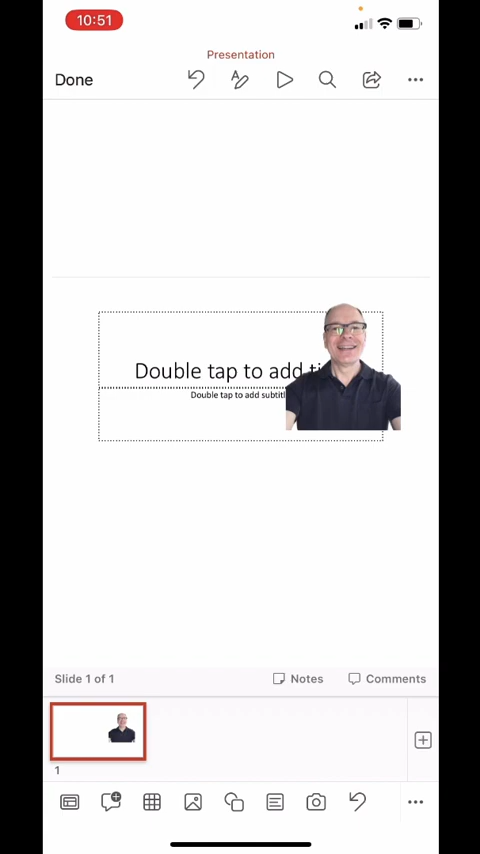 10:51
Presentation
Done
Double tap to add ti
Double tap to add subtitl
Slide 1 of 1
Notes
Comments
1